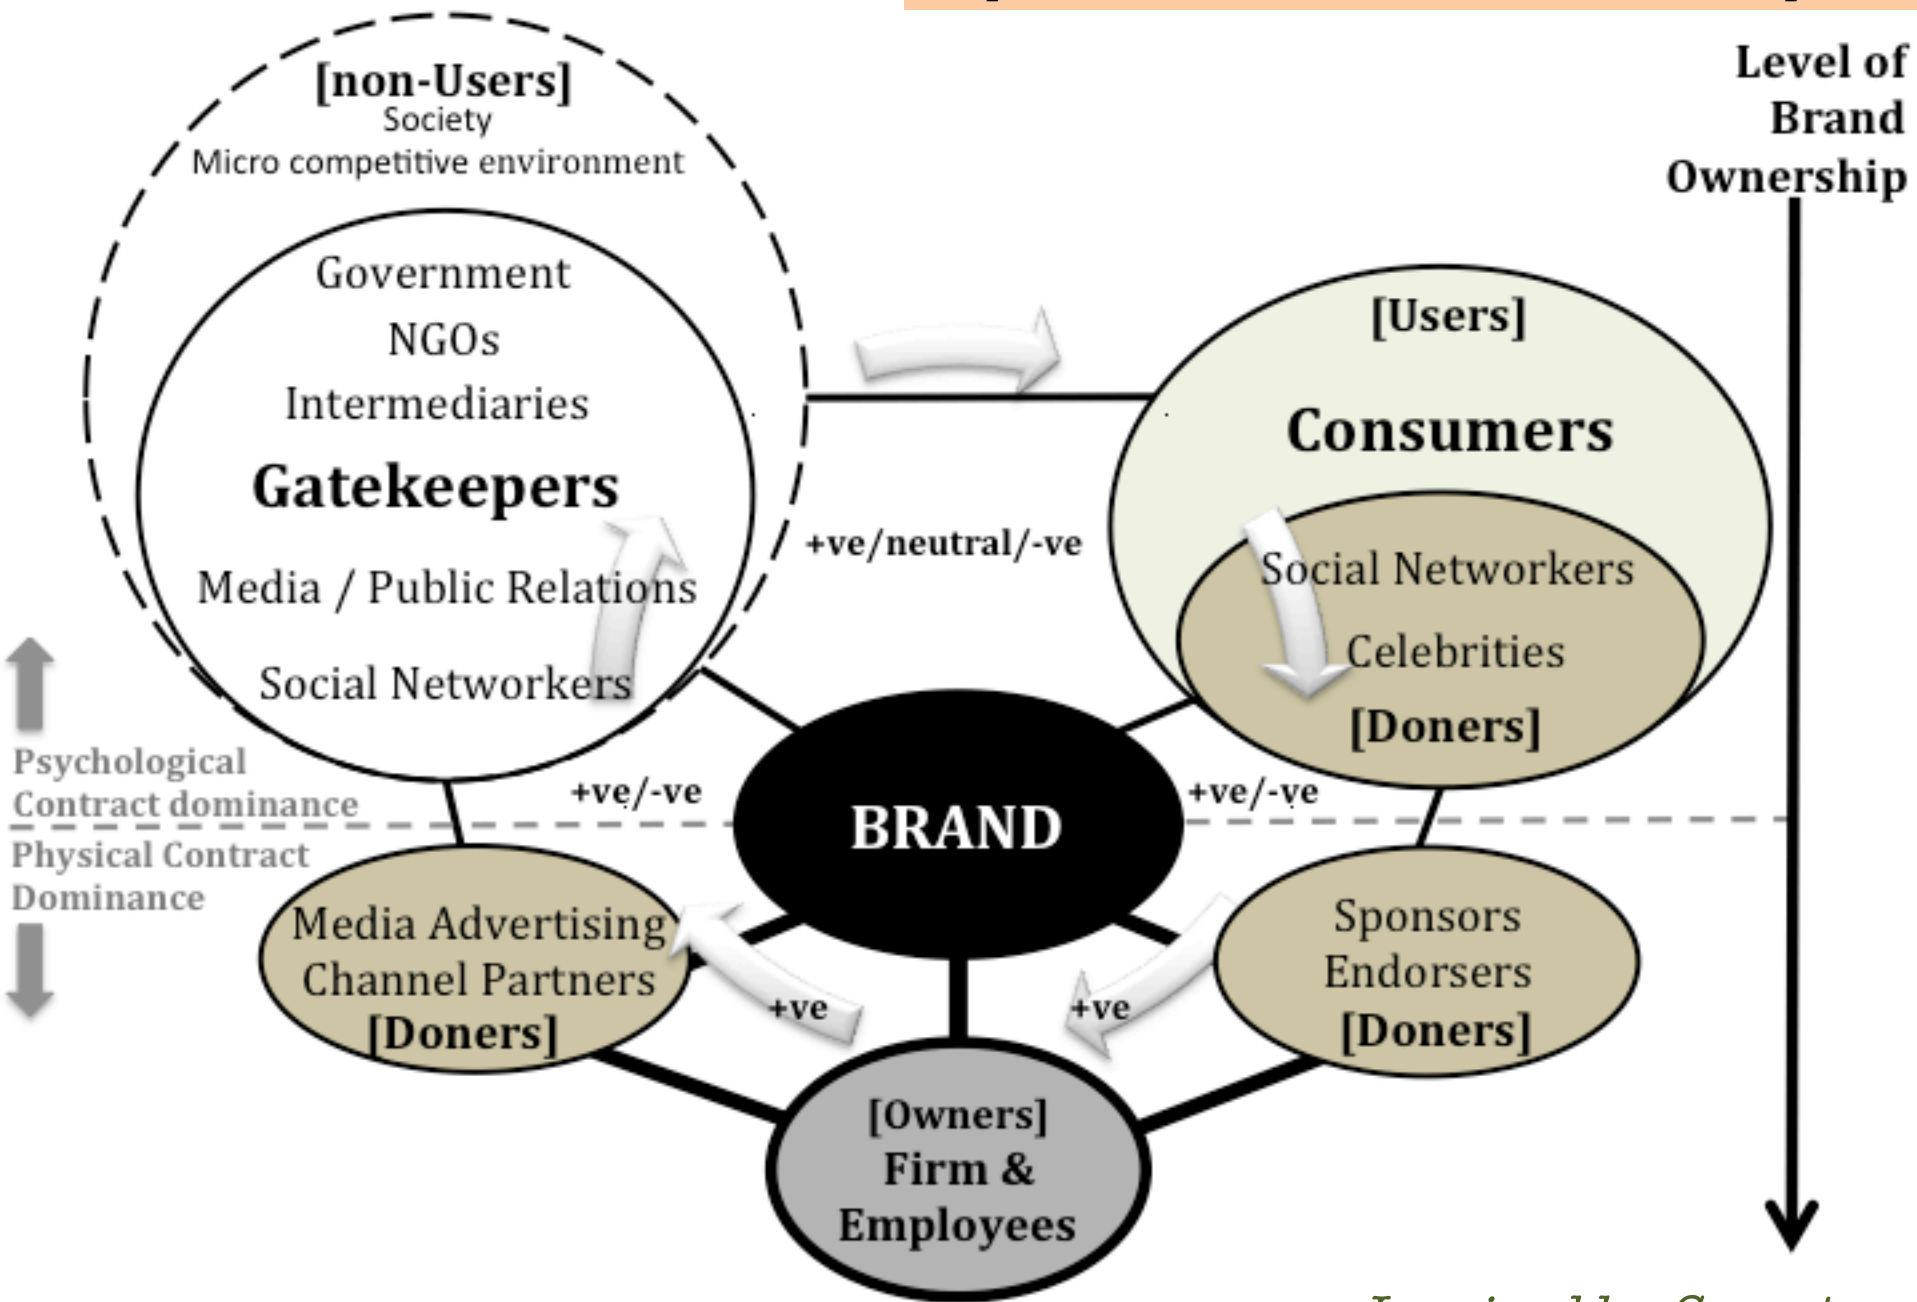 Level of
Brand
Ownership
[non-Users]
Society
Micro competitive environment
Government
NGOs
Intermediaries
Gatekeepers
Media / Public Relations
Social Networkers
+ve/neutral/-ve
[Users]
Consumers
Social Networkers
Celebrities
[Doners]
Psychological
Contract dominance
Physical Contract
Dominance
+ve/-ve
BRAND
+ve/-ve
Media Advertising
Channel Partners
[Doners]
+ve
+ve
Sponsors
Endorsers
[Doners]
[Owners]
Firm &
Employees